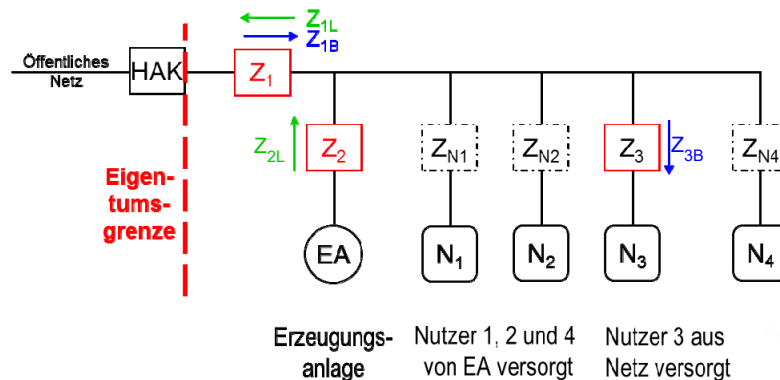 Z1L
Z1B
Öffentliches
Netz
HAK
Z1
Z2L
Z2
ZN1
ZN2
Z3
Z3B
ZN4
Eigen-
tums-
grenze
EA
N1
N2
N3
N4
Erzeugungs-
anlage
Nutzer 1, 2 und 4
von EA versorgt
Nutzer 3 aus
Netz versorgt